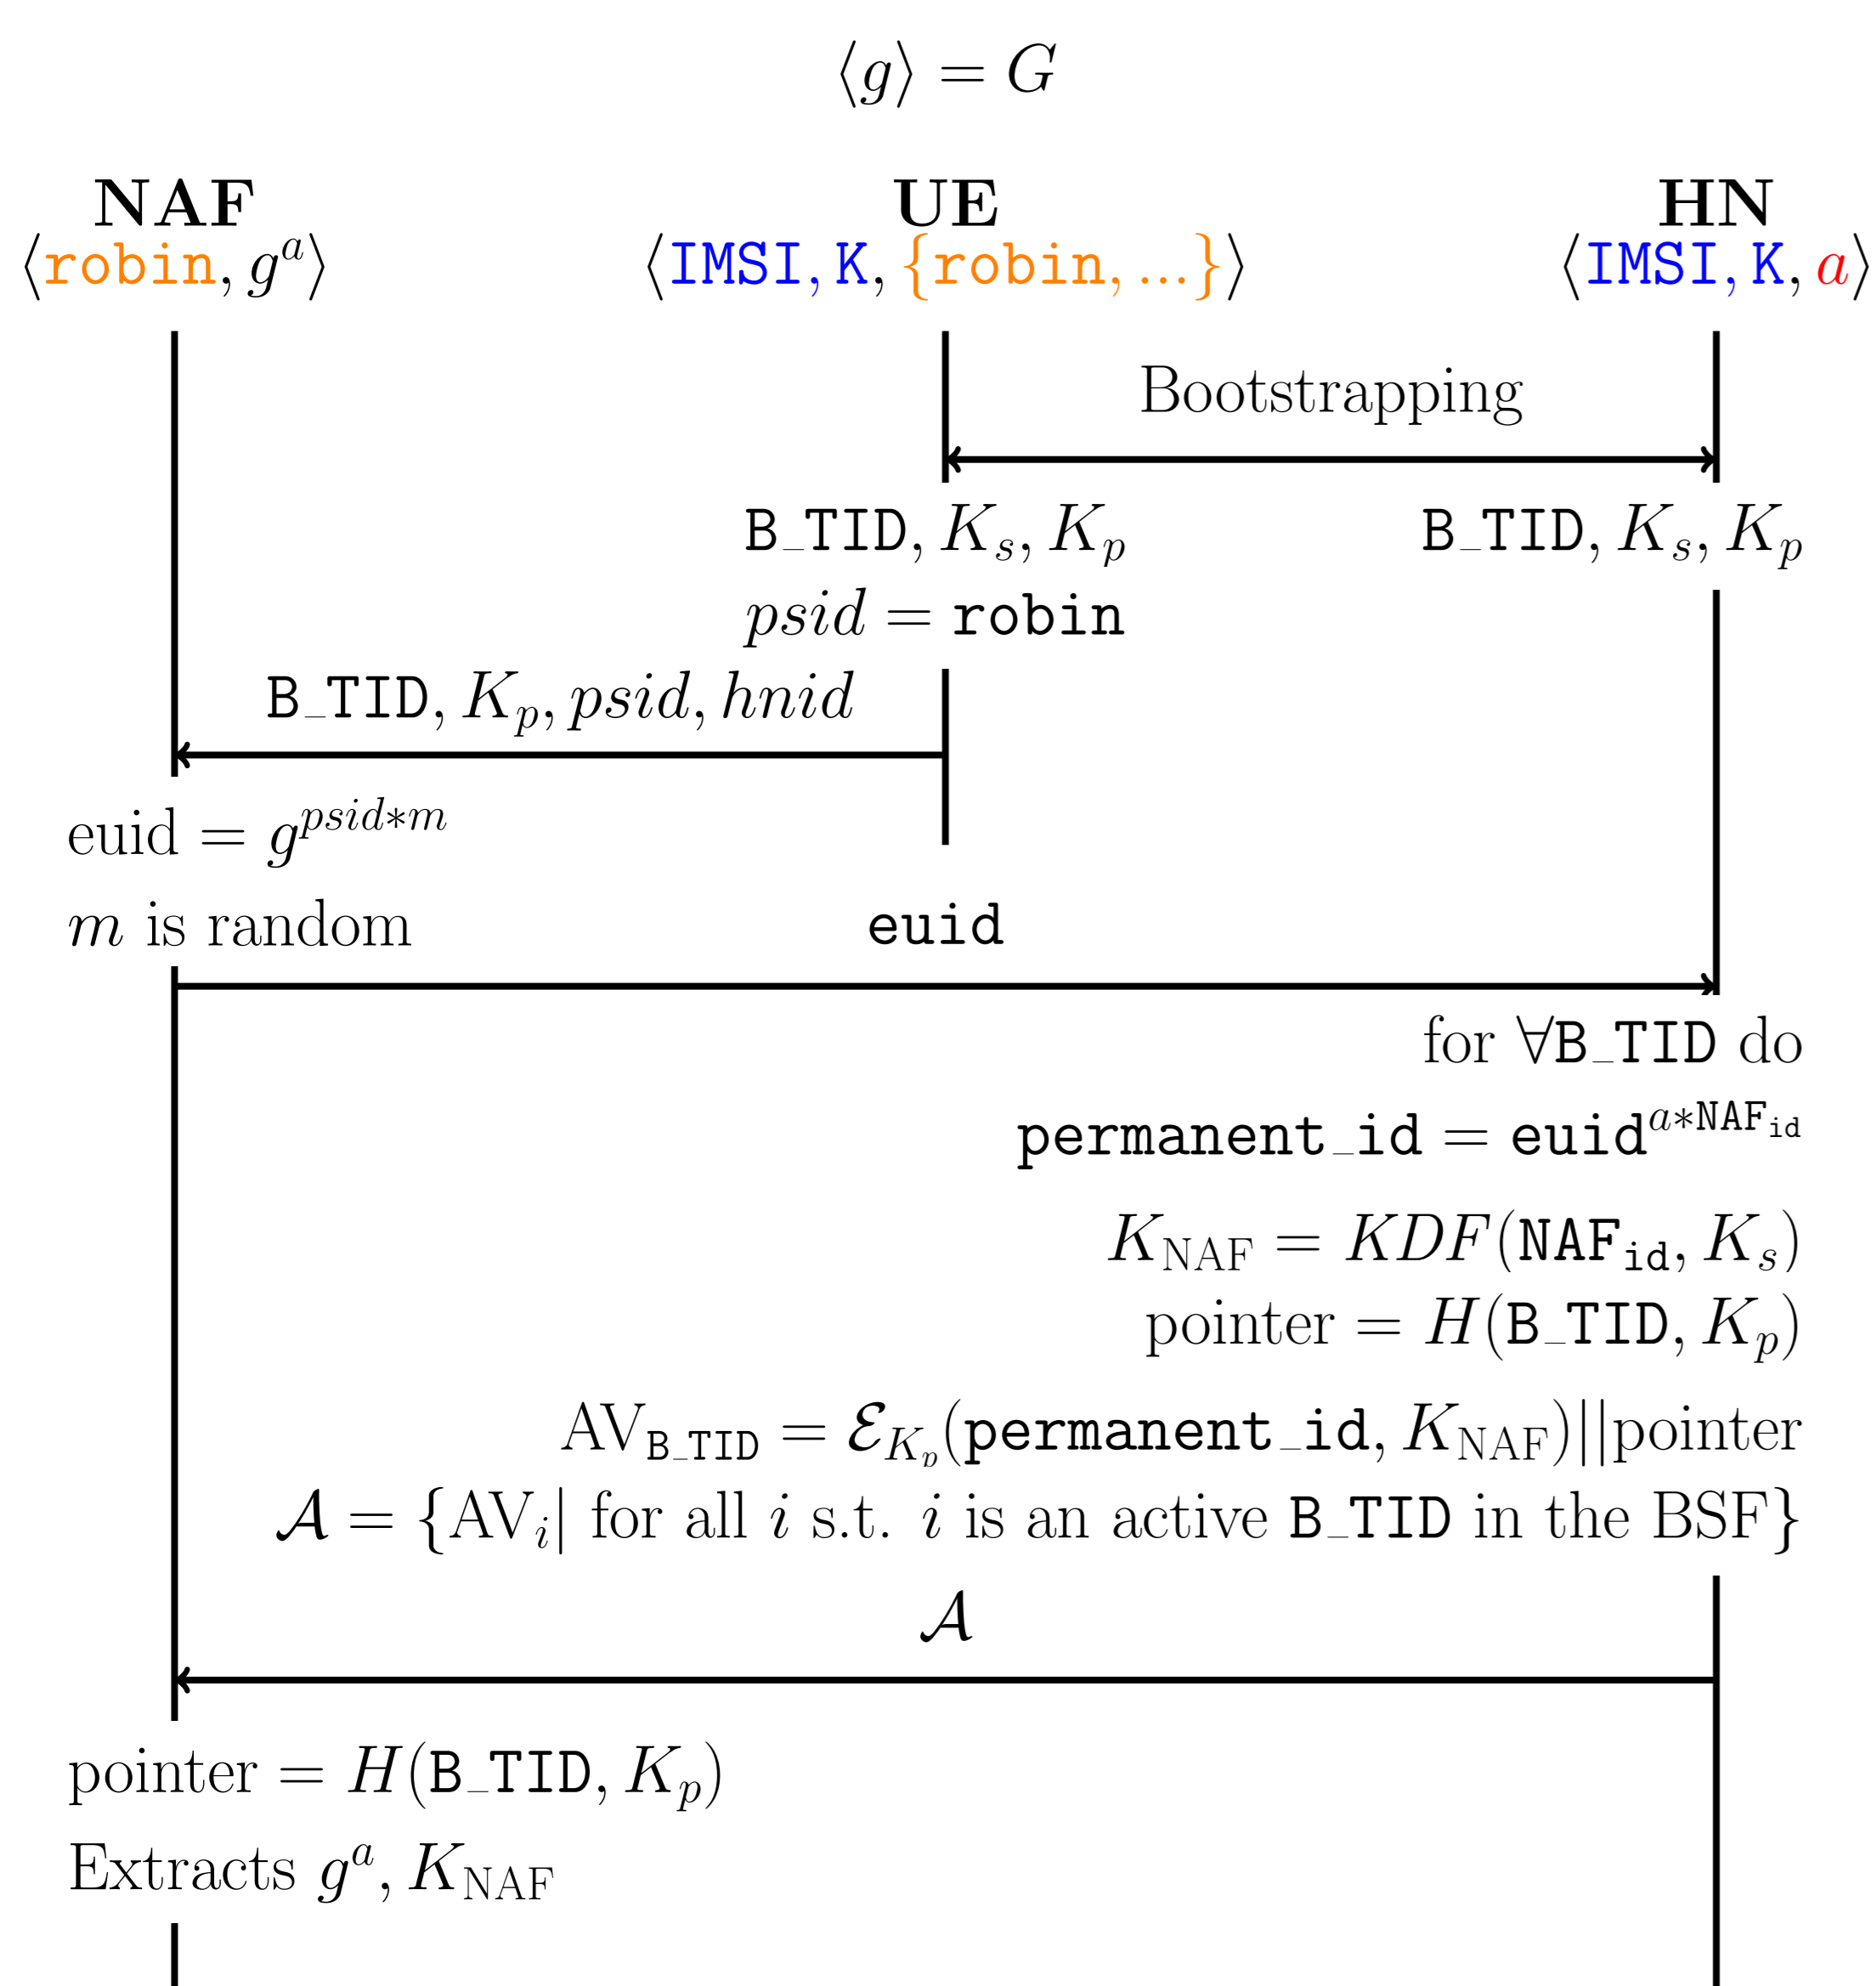 ⟨g⟩ = G
NAF
⟨robin, g^a⟩
UE
⟨IMSI, K, {robin, ...}⟩
HN
⟨IMSI, K, a⟩
Bootstrapping
B_TID, K_s, K_p
B_TID, K_s, K_p
psid = robin
B_TID, K_p, psid, hnid
euid = g^{psid*m}
m is random
euid
for ∀B_TID do
permanent_id = euid^{a*NAF_id}
K_NAF = KDF(NAF_id, K_s)
pointer = H(B_TID, K_p)
AV_{B_TID} = ℰ_{K_p}(permanent_id, K_NAF)||pointer
𝒜 = {AV_i| for all i s.t. i is an active B_TID in the BSF}
𝒜
pointer = H(B_TID, K_p)
Extracts g^a, K_NAF